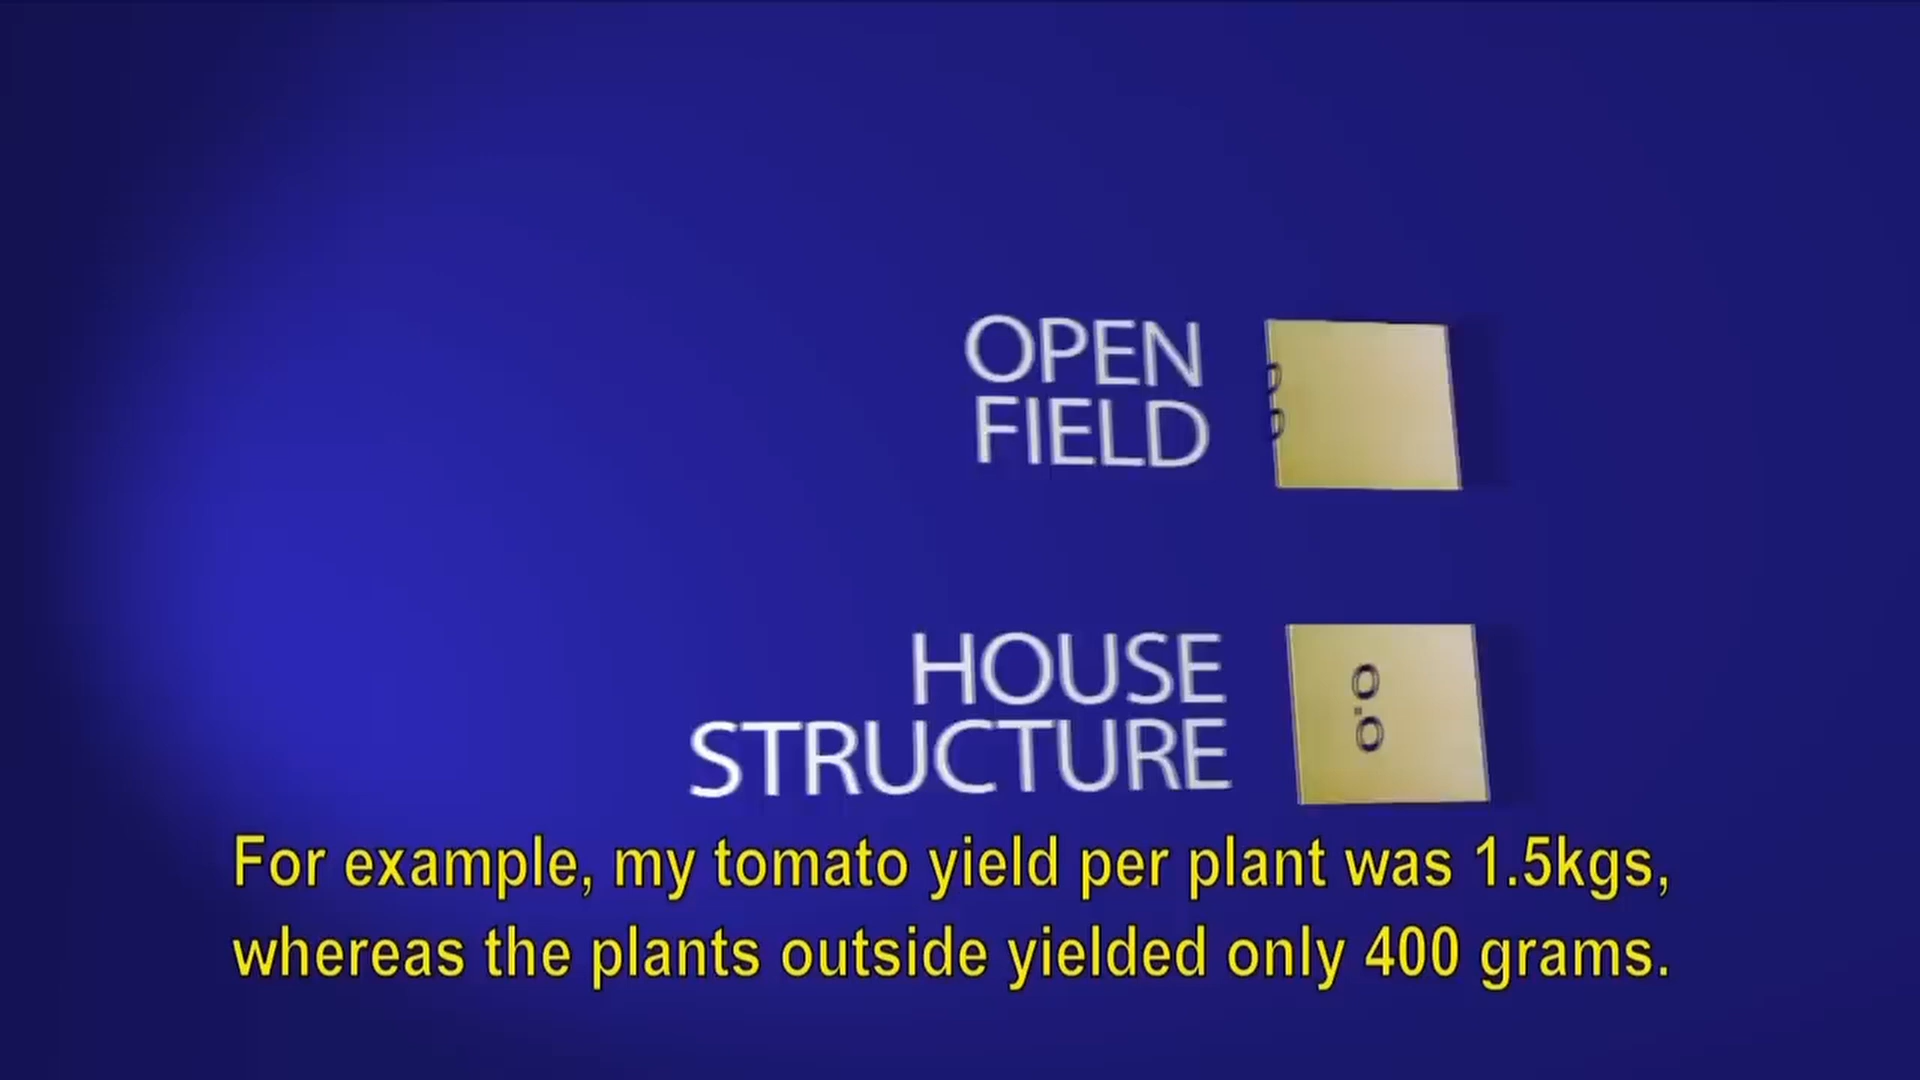 OPEN
FIELD
HOUSE
STRUCTURE
0.0
For example, my tomato yield per plant was 1.5kgs,
whereas the plants outside yielded only 400 grams.